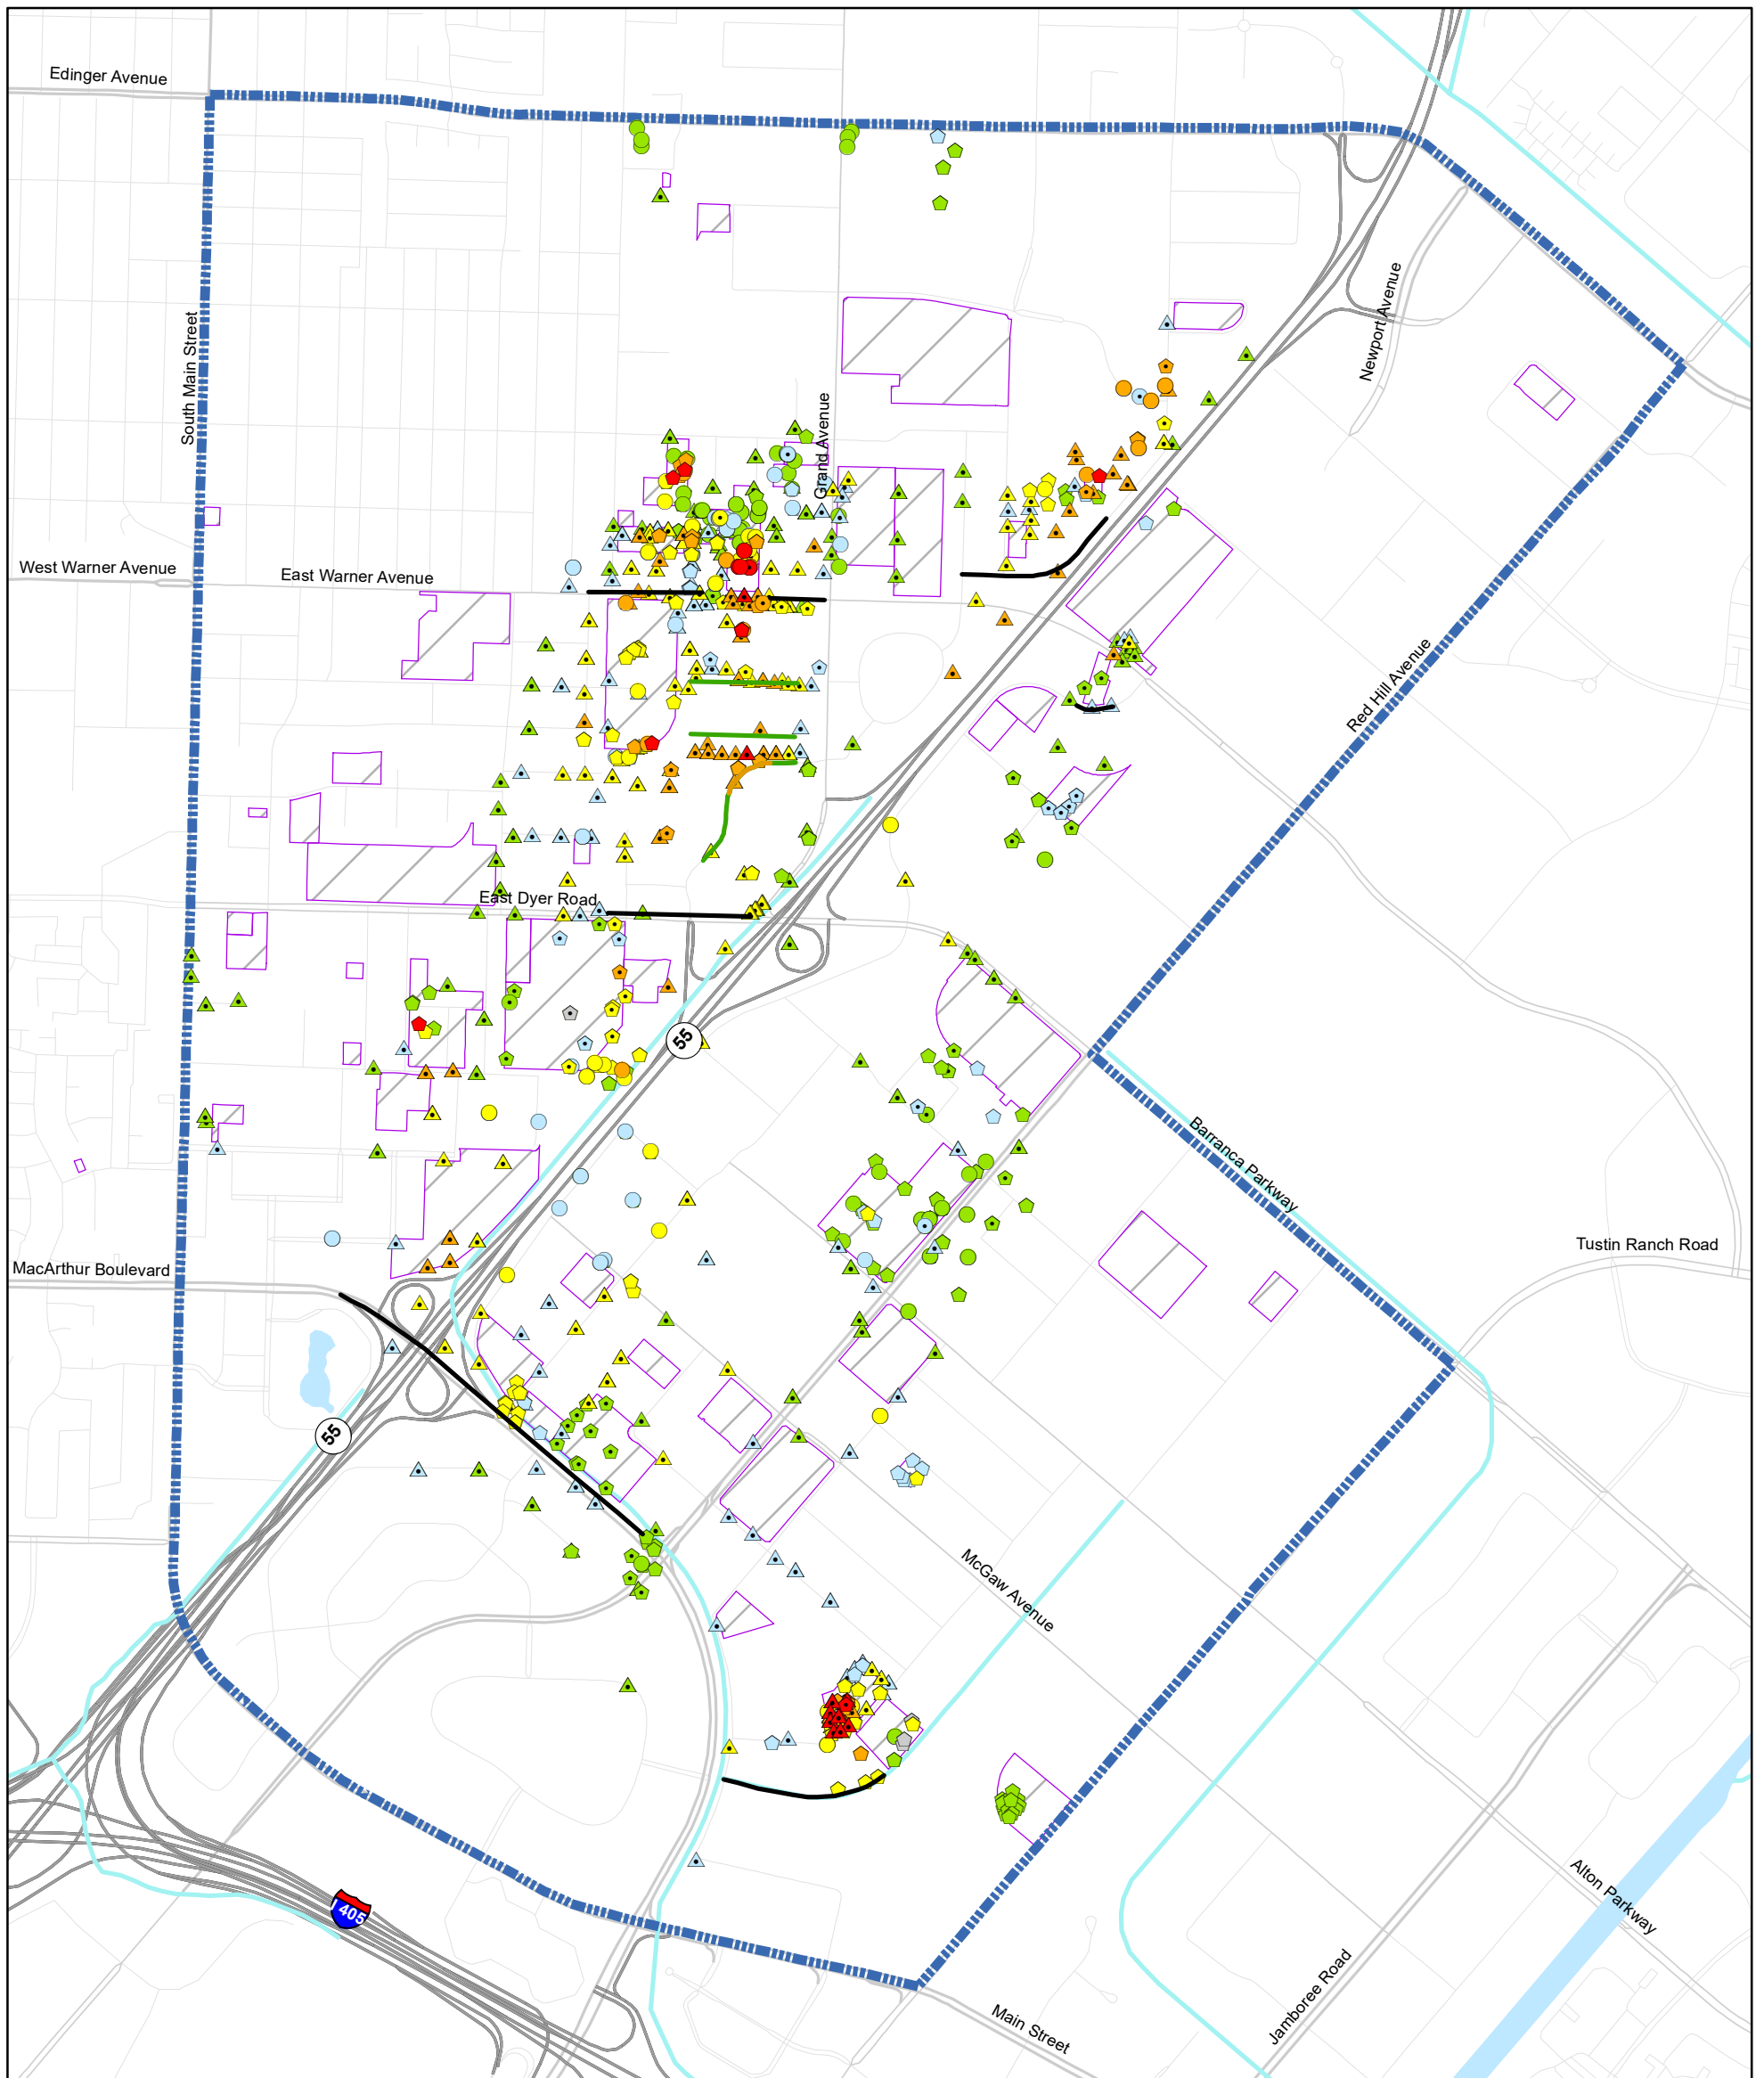 Edinger Avenue
South Main Street
Newport Avenue
Grand Avenue
West Warner Avenue
East Warner Avenue
Red Hill Avenue
East Dyer Road
55
Barranca Parkway
Tustin Ranch Road
MacArthur Boulevard
55
McGaw Avenue
Alton Parkway
405
Jamboree Road
Main Street